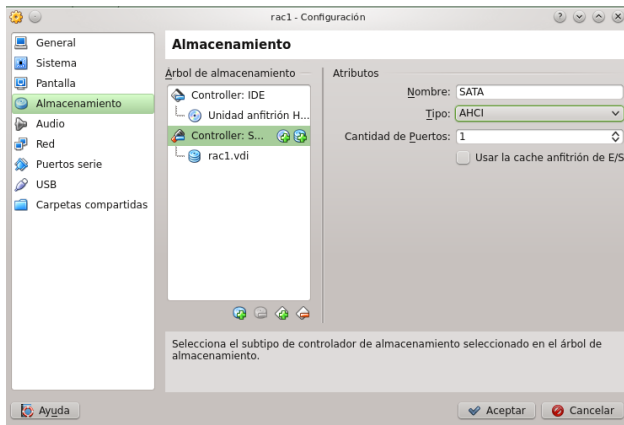 rac1 - Configuración
General
Sistema
Pantalla
Almacenamiento
Audio
Red
Puertos serie
USB
Carpetas compartidas
Almacenamiento
Árbol de almacenamiento
Controller: IDE
Unidad anfitrión H...
Controller: S...
rac1.vdi
Atributos
Nombre: SATA
Tipo: AHCI
Cantidad de Puertos: 1
Usar la cache anfitrión de E/S
Selecciona el subtipo de controlador de almacenamiento seleccionado en el árbol de
almacenamiento.
Ayuda
Aceptar
Cancelar